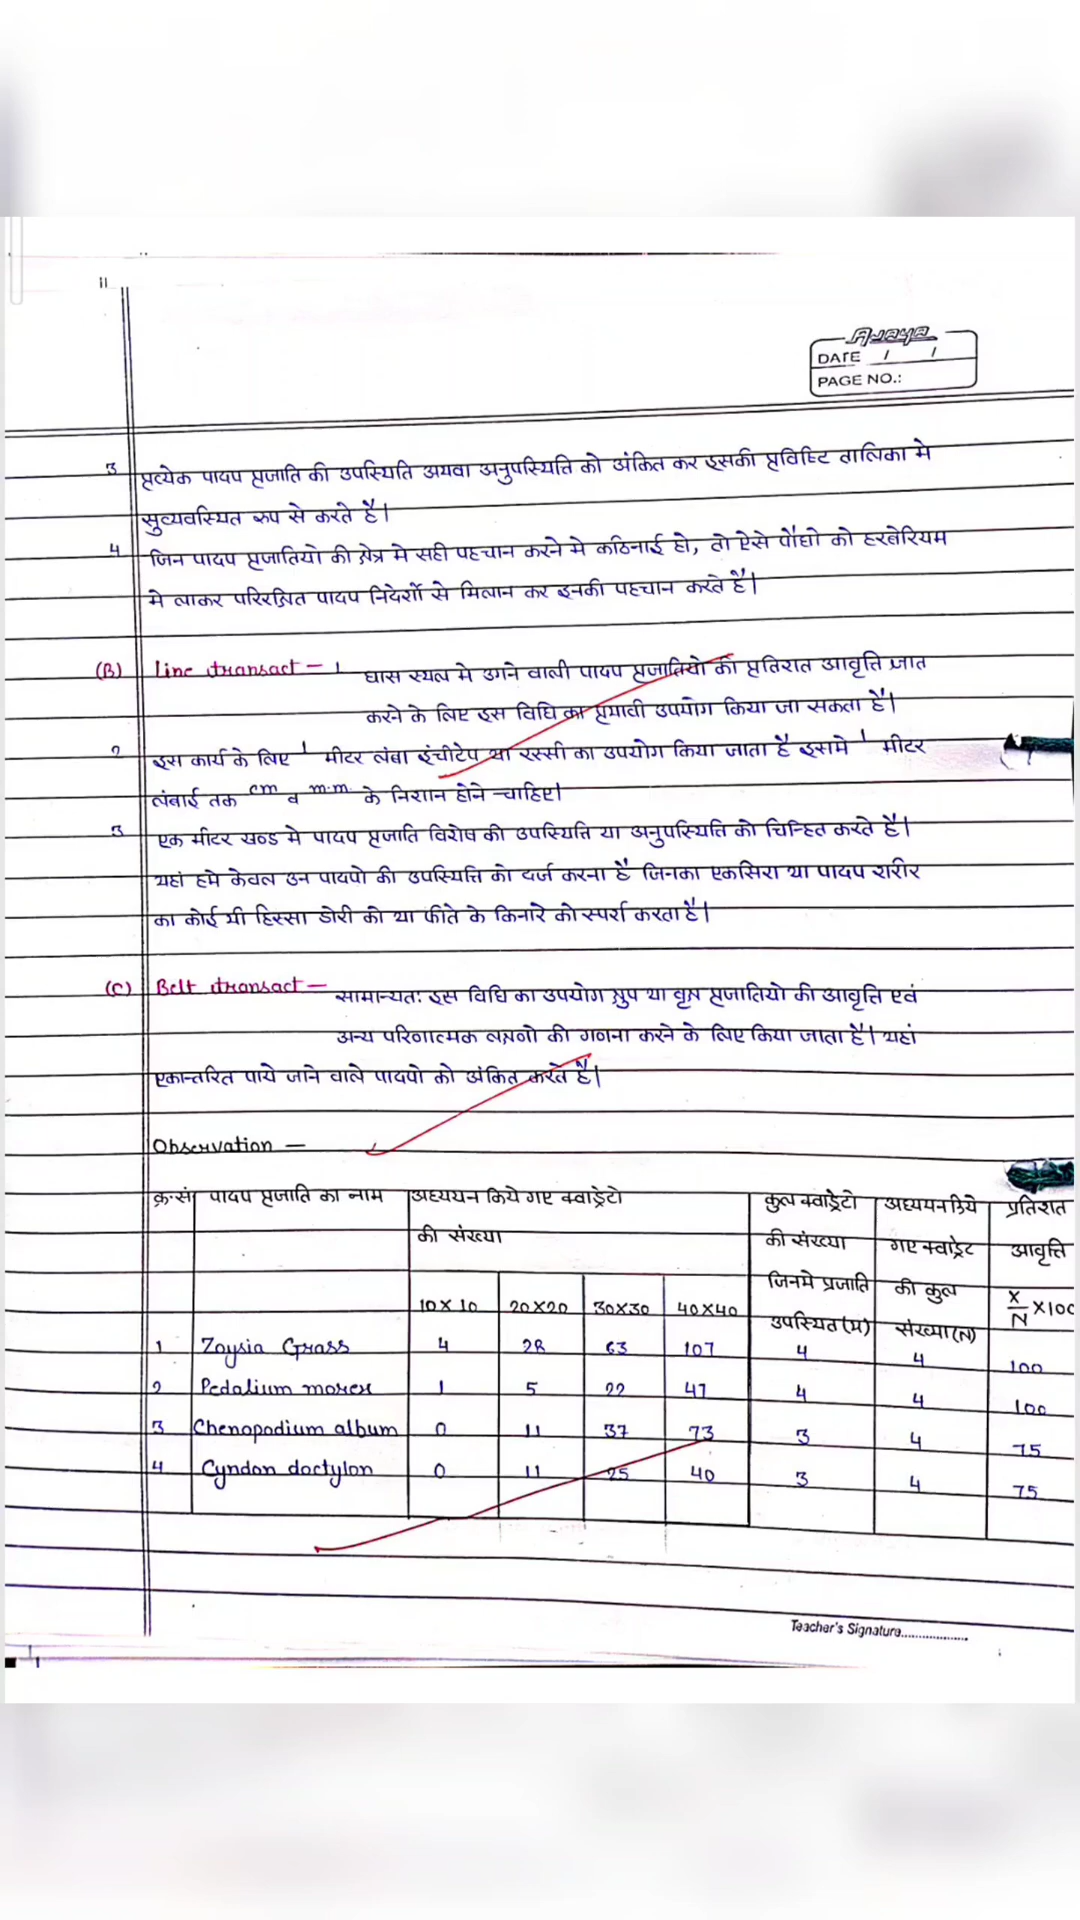 Ajaya
DATE / /
PAGE NO.:
3 प्रत्येक पादप प्रजाति की उपस्थिति अथवा अनुपस्थिति को अंकित कर इसकी प्रविष्टि तालिका मे
सुव्यवस्थित रूप से करते है।
4 जिन पादप प्रजातियो की क्षेत्र मे सही पहचान करने मे कठिनाई हो, तो ऐसे पौधो को हरबेरियम
मे लाकर परिरक्षित पादप निदेर्शो से मिलान कर इनकी पहचान करते है।
(B) Line transact – 1 घास स्थल मे उगने वाली पादप प्रजातियो की प्रतिशत आवृत्ति ज्ञात
करने के लिए इस विधि का प्रभावी उपयोग किया जा सकता है।
2 इस कार्य के लिए 1 मीटर लंबा इंचीटेप या रस्सी का उपयोग किया जाता है इसमे 1 मीटर
लंबाई तक cm व m.m. के निशान होने चाहिए।
3 एक मीटर खण्ड मे पादप प्रजाति विशेष की उपस्थिति या अनुपस्थिति को चिन्हित करते है।
यहां हमे केवल उन पादपो की उपस्थिति को दर्ज करना है जिनका एकसिरा या पादप शरीर
का कोई भी हिस्सा डोरी को या फीते के किनारे को स्पर्श करता है।
(C) Belt transact – सामान्यत: इस विधि का उपयोग क्षुप या वृक्ष प्रजातियो की आवृत्ति एवं
अन्य परिणात्मक लक्षणो की गणना करने के लिए किया जाता है। यहां
एकान्तरित पाये जाने वाले पादपो को अंकित करते है।
Observation –
क्र.सं पादप प्रजाति का नाम अध्ययन किये गए क्वाड्रेटो कुल क्वाड्रेटो अध्ययन किये प्रतिशत
की संख्या की संख्या गए क्वाड्रेट आवृत्ति
जिनमे प्रजाति की कुल
10×10 20×20 30×30 40×40 उपस्थित (म) संख्या (N) X/N ×100
1 Zoysia Grass 4 28 63 107 4 4 100
2 Pedalium morex 1 5 22 47 4 4 100
3 Chenopodium album 0 11 37 73 3 4 75
4 Cyndon doctylon 0 11 25 40 3 4 75
Teacher's Signature...................